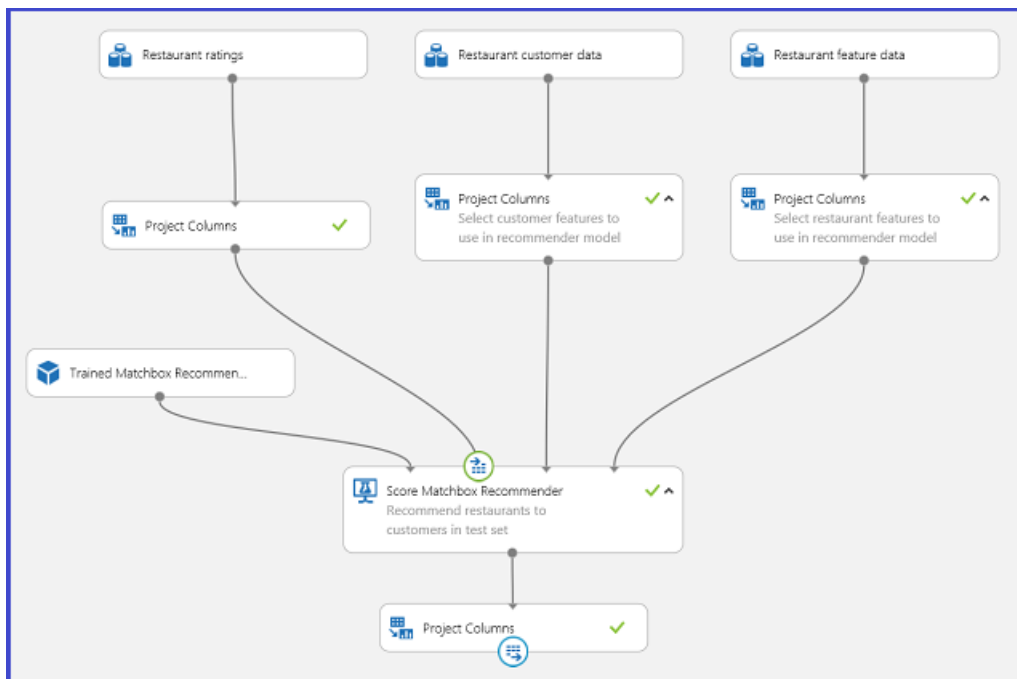 Restaurant ratings
Restaurant customer data
Restaurant feature data
Project Columns
Project Columns
Select customer features to
use in recommender model
Project Columns
Select restaurant features to
use in recommender model
Trained Matchbox Recommen...
Score Matchbox Recommender
Recommend restaurants to
customers in test set
Project Columns